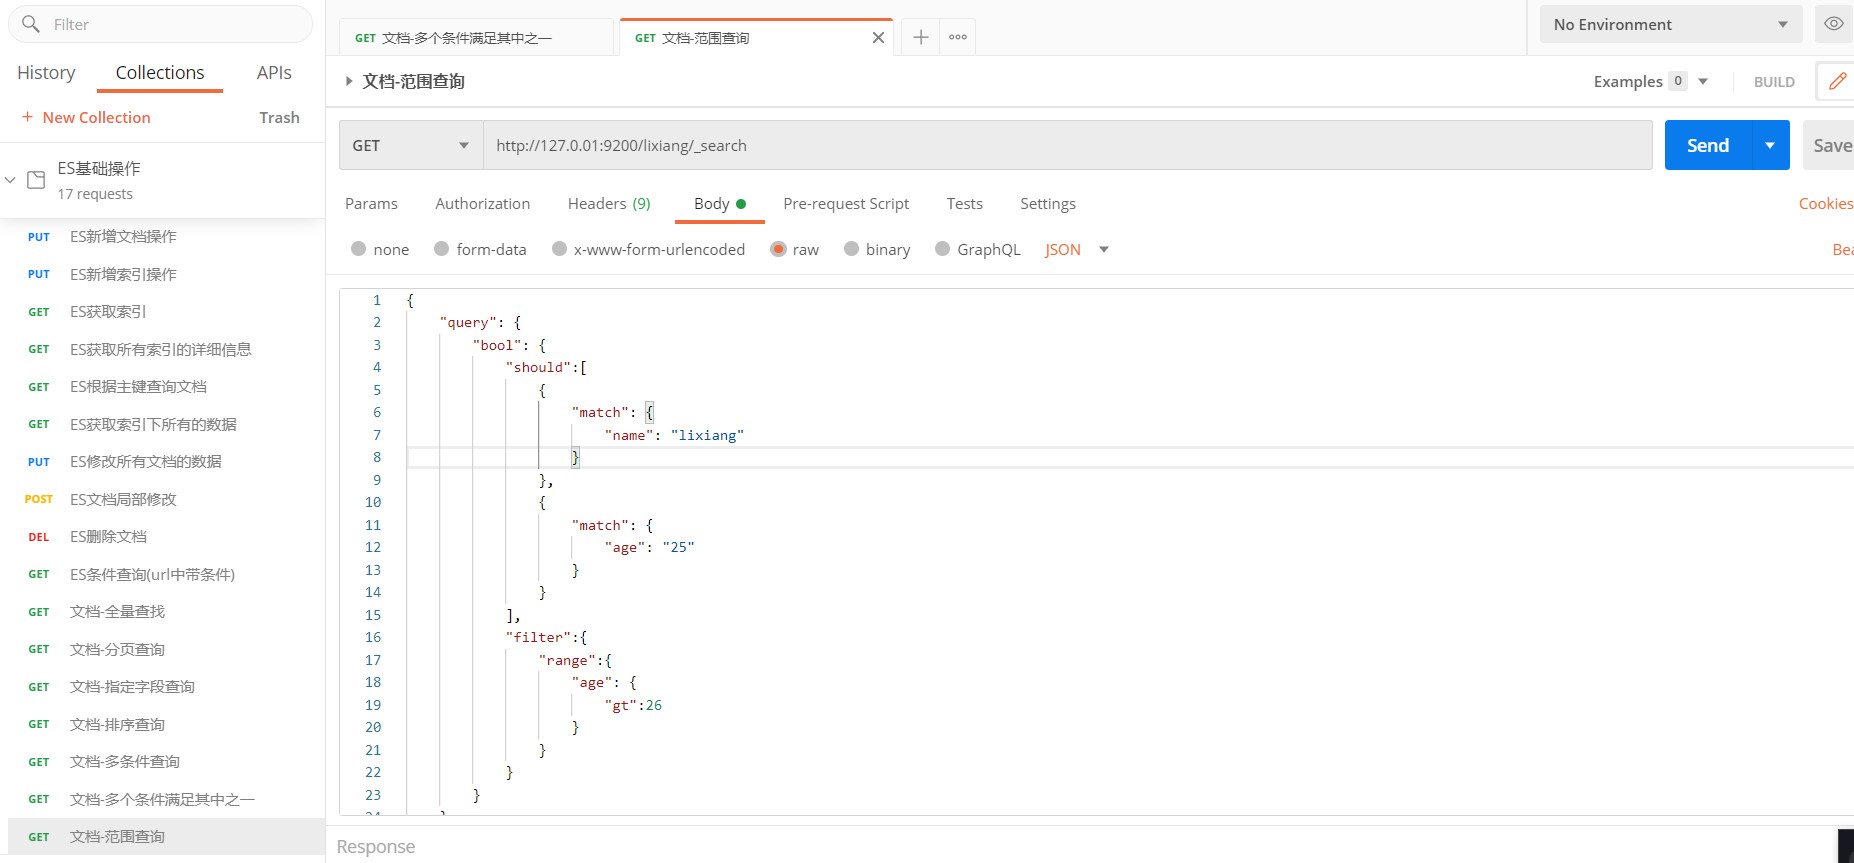 Filter
History Collections APIs
+ New Collection Trash
ES基础操作
17 requests
PUT ES新增文档操作
PUT ES新增索引操作
GET ES获取索引
GET ES获取所有索引的详细信息
GET ES根据主键查询文档
GET ES获取索引下所有的数据
PUT ES修改所有文档的数据
POST ES文档局部修改
DEL ES删除文档
GET ES条件查询(url中带条件)
GET 文档-全量查找
GET 文档-分页查询
GET 文档-指定字段查询
GET 文档-排序查询
GET 文档-多条件查询
GET 文档-多个条件满足其中之一
GET 文档-范围查询
GET 文档-多个条件满足其中之一 GET 文档-范围查询
No Environment
文档-范围查询
Examples 0 BUILD
GET http://127.0.01:9200/lixiang/_search Send Save
Params Authorization Headers (9) Body Pre-request Script Tests Settings Cookies
none form-data x-www-form-urlencoded raw binary GraphQL JSON Bea
1 {
2 "query": {
3 "bool": {
4 "should":[
5 {
6 "match": {
7 "name": "lixiang"
8 }
9 },
10 {
11 "match": {
12 "age": "25"
13 }
14 }
15 ],
16 "filter":{
17 "range":{
18 "age": {
19 "gt":26
20 }
21 }
22 }
23 }
24 }
Response